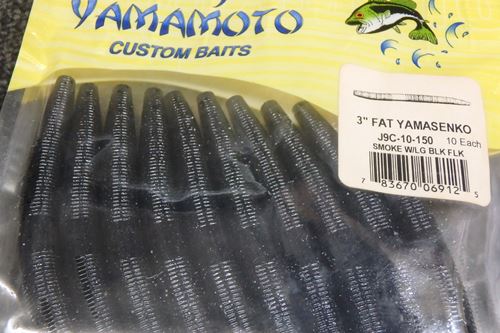 YAMAMOTO
CUSTOM BAITS
3" FAT YAMASENKO
J9C-10-150 10 Each
SMOKE W/LG BLK FLK
7 83670 06912 5